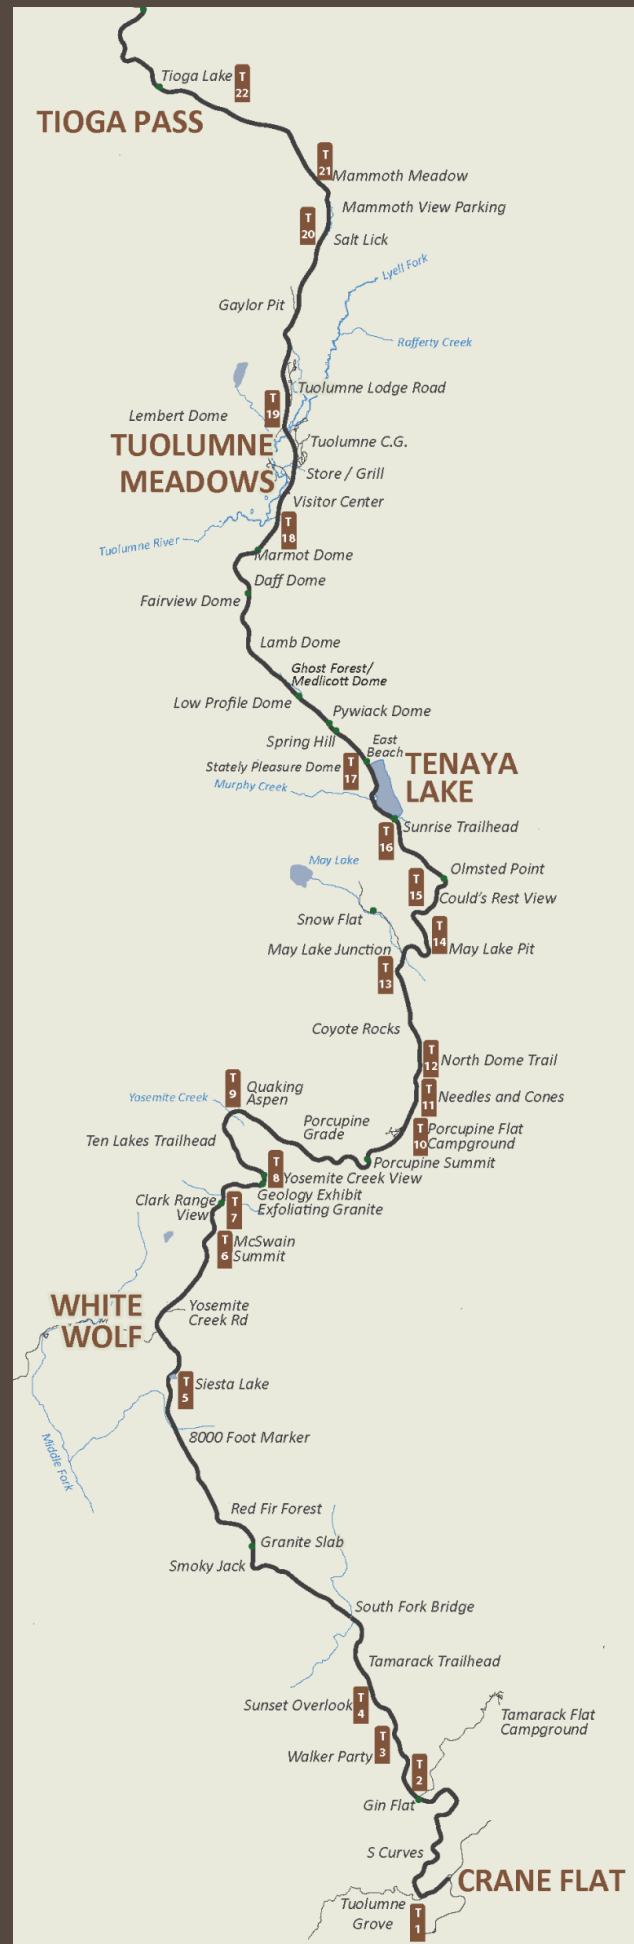 Tioga Lake
T
22
TIOGA PASS
T
21
Mammoth Meadow
Mammoth View Parking
T
20
Salt Lick
Lyell Fork
Gaylor Pit
Rafferty Creek
Tuolumne Lodge Road
T
19
Lembert Dome
TUOLUMNE
MEADOWS
Tuolumne C.G.
Store / Grill
Visitor Center
T
18
Tuolumne River
Marmot Dome
Daff Dome
Fairview Dome
Lamb Dome
Ghost Forest/
Medlicott Dome
Low Profile Dome
Pywiack Dome
Spring Hill
East
Beach
Stately Pleasure Dome
T
17
TENAYA
LAKE
Murphy Creek
Sunrise Trailhead
T
16
May Lake
Olmsted Point
T
15
Could's Rest View
Snow Flat
T
14
May Lake Junction
May Lake Pit
T
13
Coyote Rocks
T
12
North Dome Trail
T
9
Quaking
Aspen
T
11
Needles and Cones
Yosemite Creek
Porcupine
Grade
T
10
Porcupine Flat
Campground
Ten Lakes Trailhead
Porcupine Summit
T
8
Yosemite Creek View
Geology Exhibit
Exfoliating Granite
Clark Range
View
T
7
T
6
McSwain
Summit
WHITE
WOLF
Yosemite
Creek Rd
T
5
Siesta Lake
8000 Foot Marker
Middle Fork
Red Fir Forest
Granite Slab
Smoky Jack
South Fork Bridge
Tamarack Trailhead
Sunset Overlook
T
4
Tamarack Flat
Campground
T
3
Walker Party
T
2
Gin Flat
S Curves
CRANE FLAT
Tuolumne
Grove
T
1